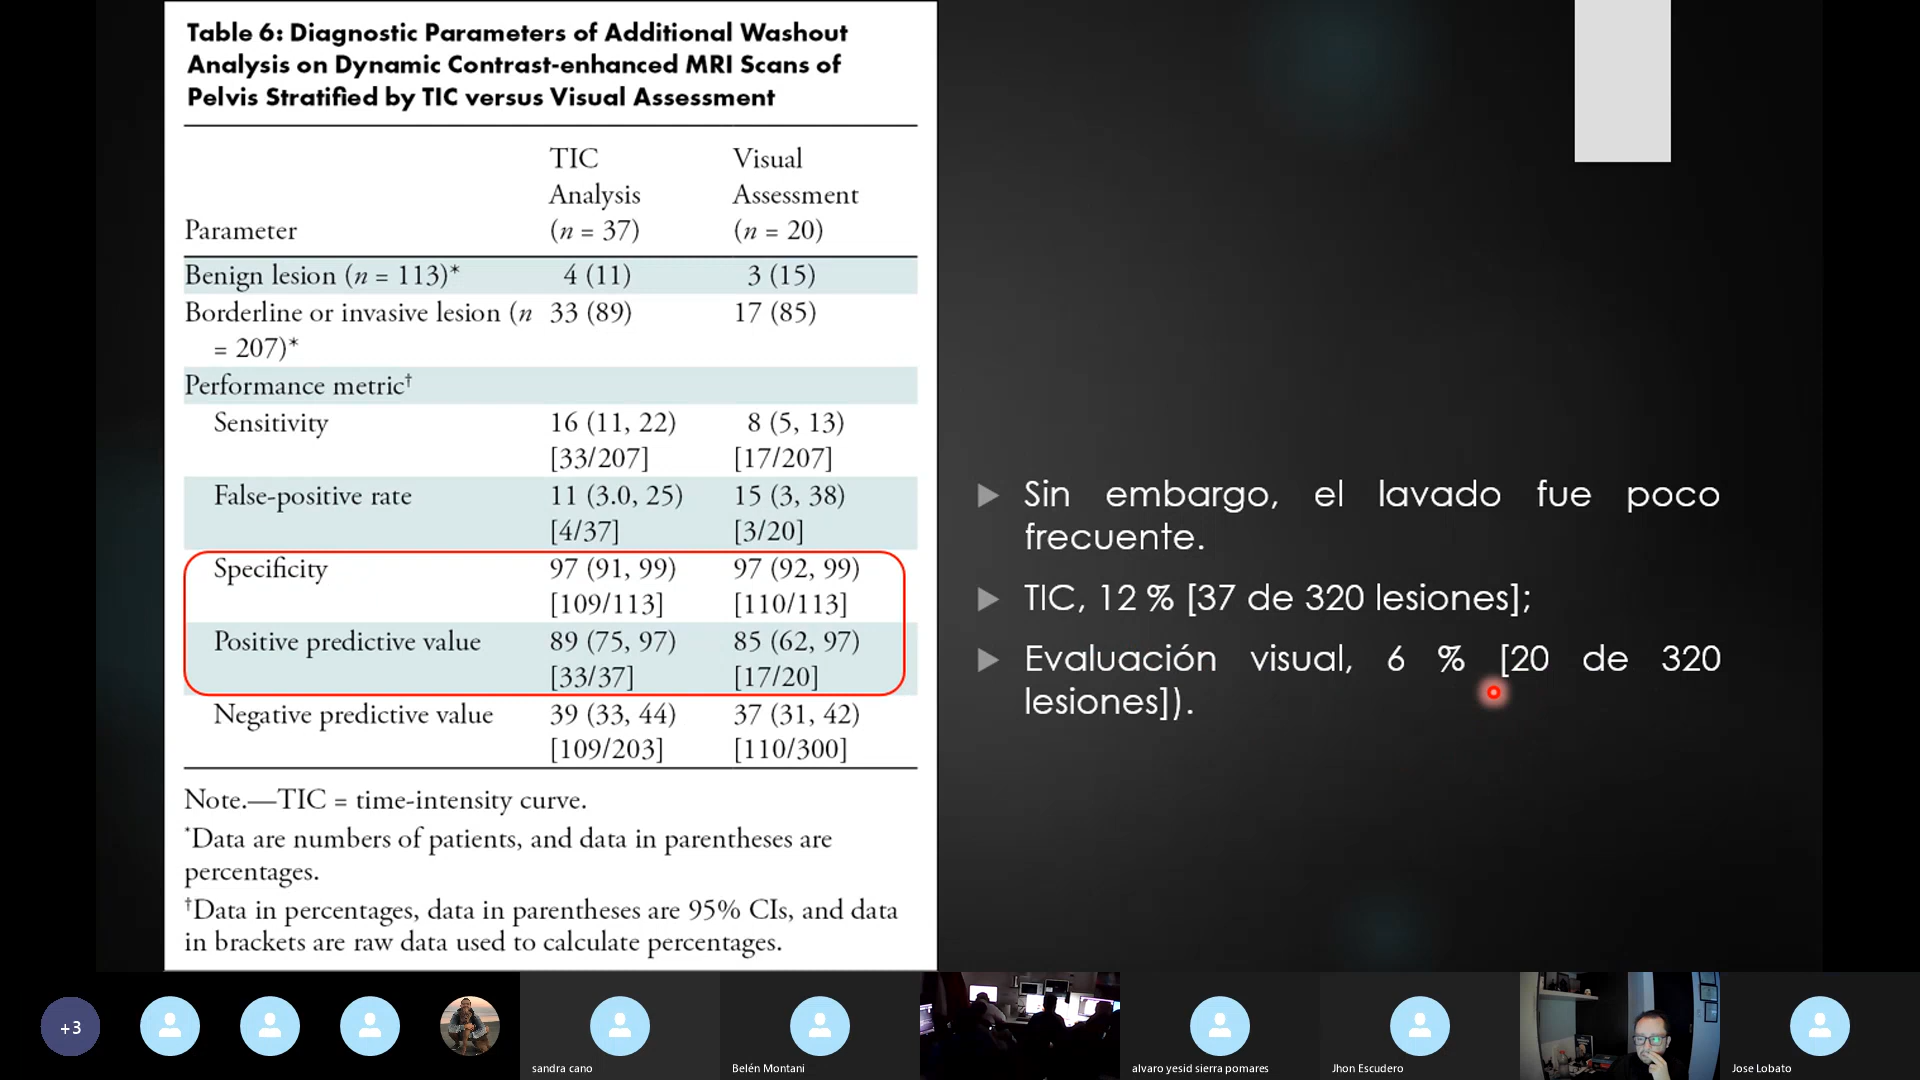 Table 6: Diagnostic Parameters of Additional Washout
Analysis on Dynamic Contrast-enhanced MRI Scans of
Pelvis Stratified by TIC versus Visual Assessment
Parameter
TIC
Analysis
(n = 37)
Visual
Assessment
(n = 20)
Benign lesion (n = 113)* 4 (11) 3 (15)
Borderline or invasive lesion (n 33 (89) 17 (85)
= 207)*
Performance metric†
Sensitivity 16 (11, 22) 8 (5, 13)
[33/207] [17/207]
False-positive rate 11 (3.0, 25) 15 (3, 38)
[4/37] [3/20]
Specificity 97 (91, 99) 97 (92, 99)
[109/113] [110/113]
Positive predictive value 89 (75, 97) 85 (62, 97)
[33/37] [17/20]
Negative predictive value 39 (33, 44) 37 (31, 42)
[109/203] [110/300]
Note.—TIC = time-intensity curve.
*Data are numbers of patients, and data in parentheses are
percentages.
†Data in percentages, data in parentheses are 95% CIs, and data
in brackets are raw data used to calculate percentages.
Sin embargo, el lavado fue poco
frecuente.
TIC, 12 % [37 de 320 lesiones];
Evaluación visual, 6 % [20 de 320
lesiones]).
+3
sandra cano
Belén Montani
alvaro yesid sierra pomares
Jhon Escudero
Jose Lobato